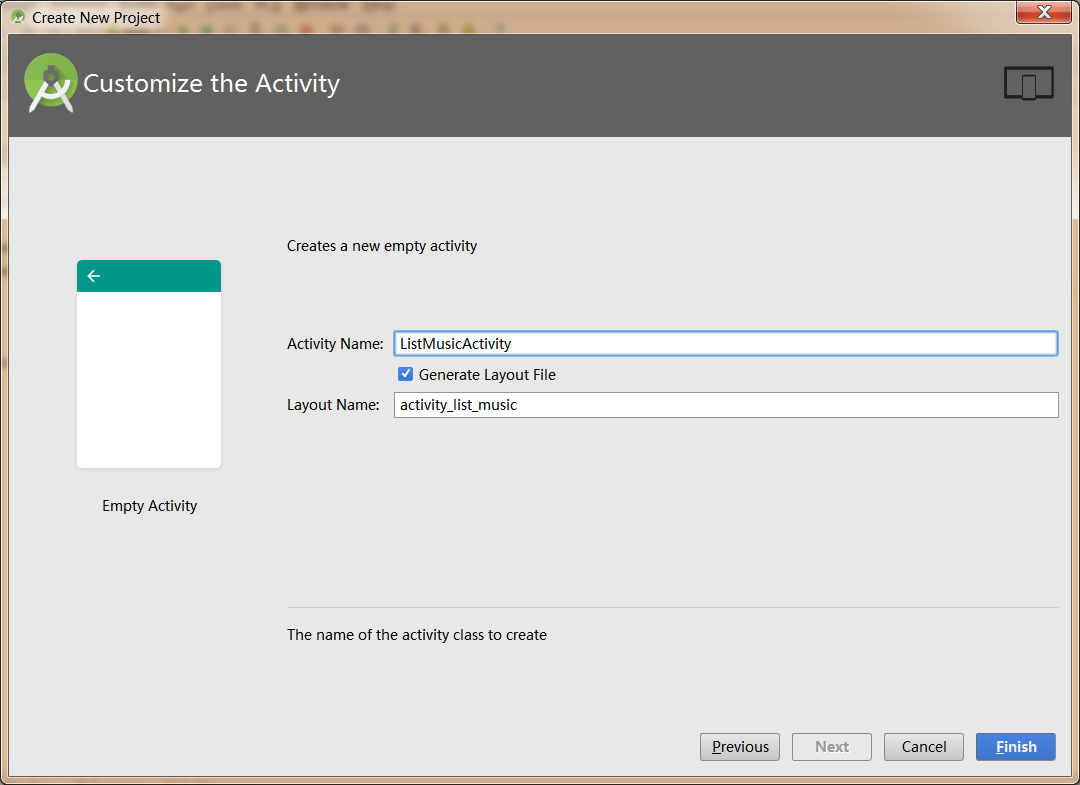 Create New Project
Customize the Activity
Creates a new empty activity
Activity Name: ListMusicActivity
Generate Layout File
Layout Name: activity_list_music
Empty Activity
The name of the activity class to create
Previous Next Cancel Finish